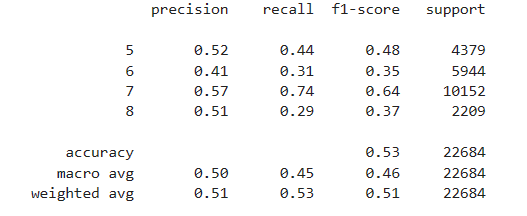 precision recall f1-score support
5 0.52 0.44 0.48 4379
6 0.41 0.31 0.35 5944
7 0.57 0.74 0.64 10152
8 0.51 0.29 0.37 2209
accuracy 0.53 22684
macro avg 0.50 0.45 0.46 22684
weighted avg 0.51 0.53 0.51 22684